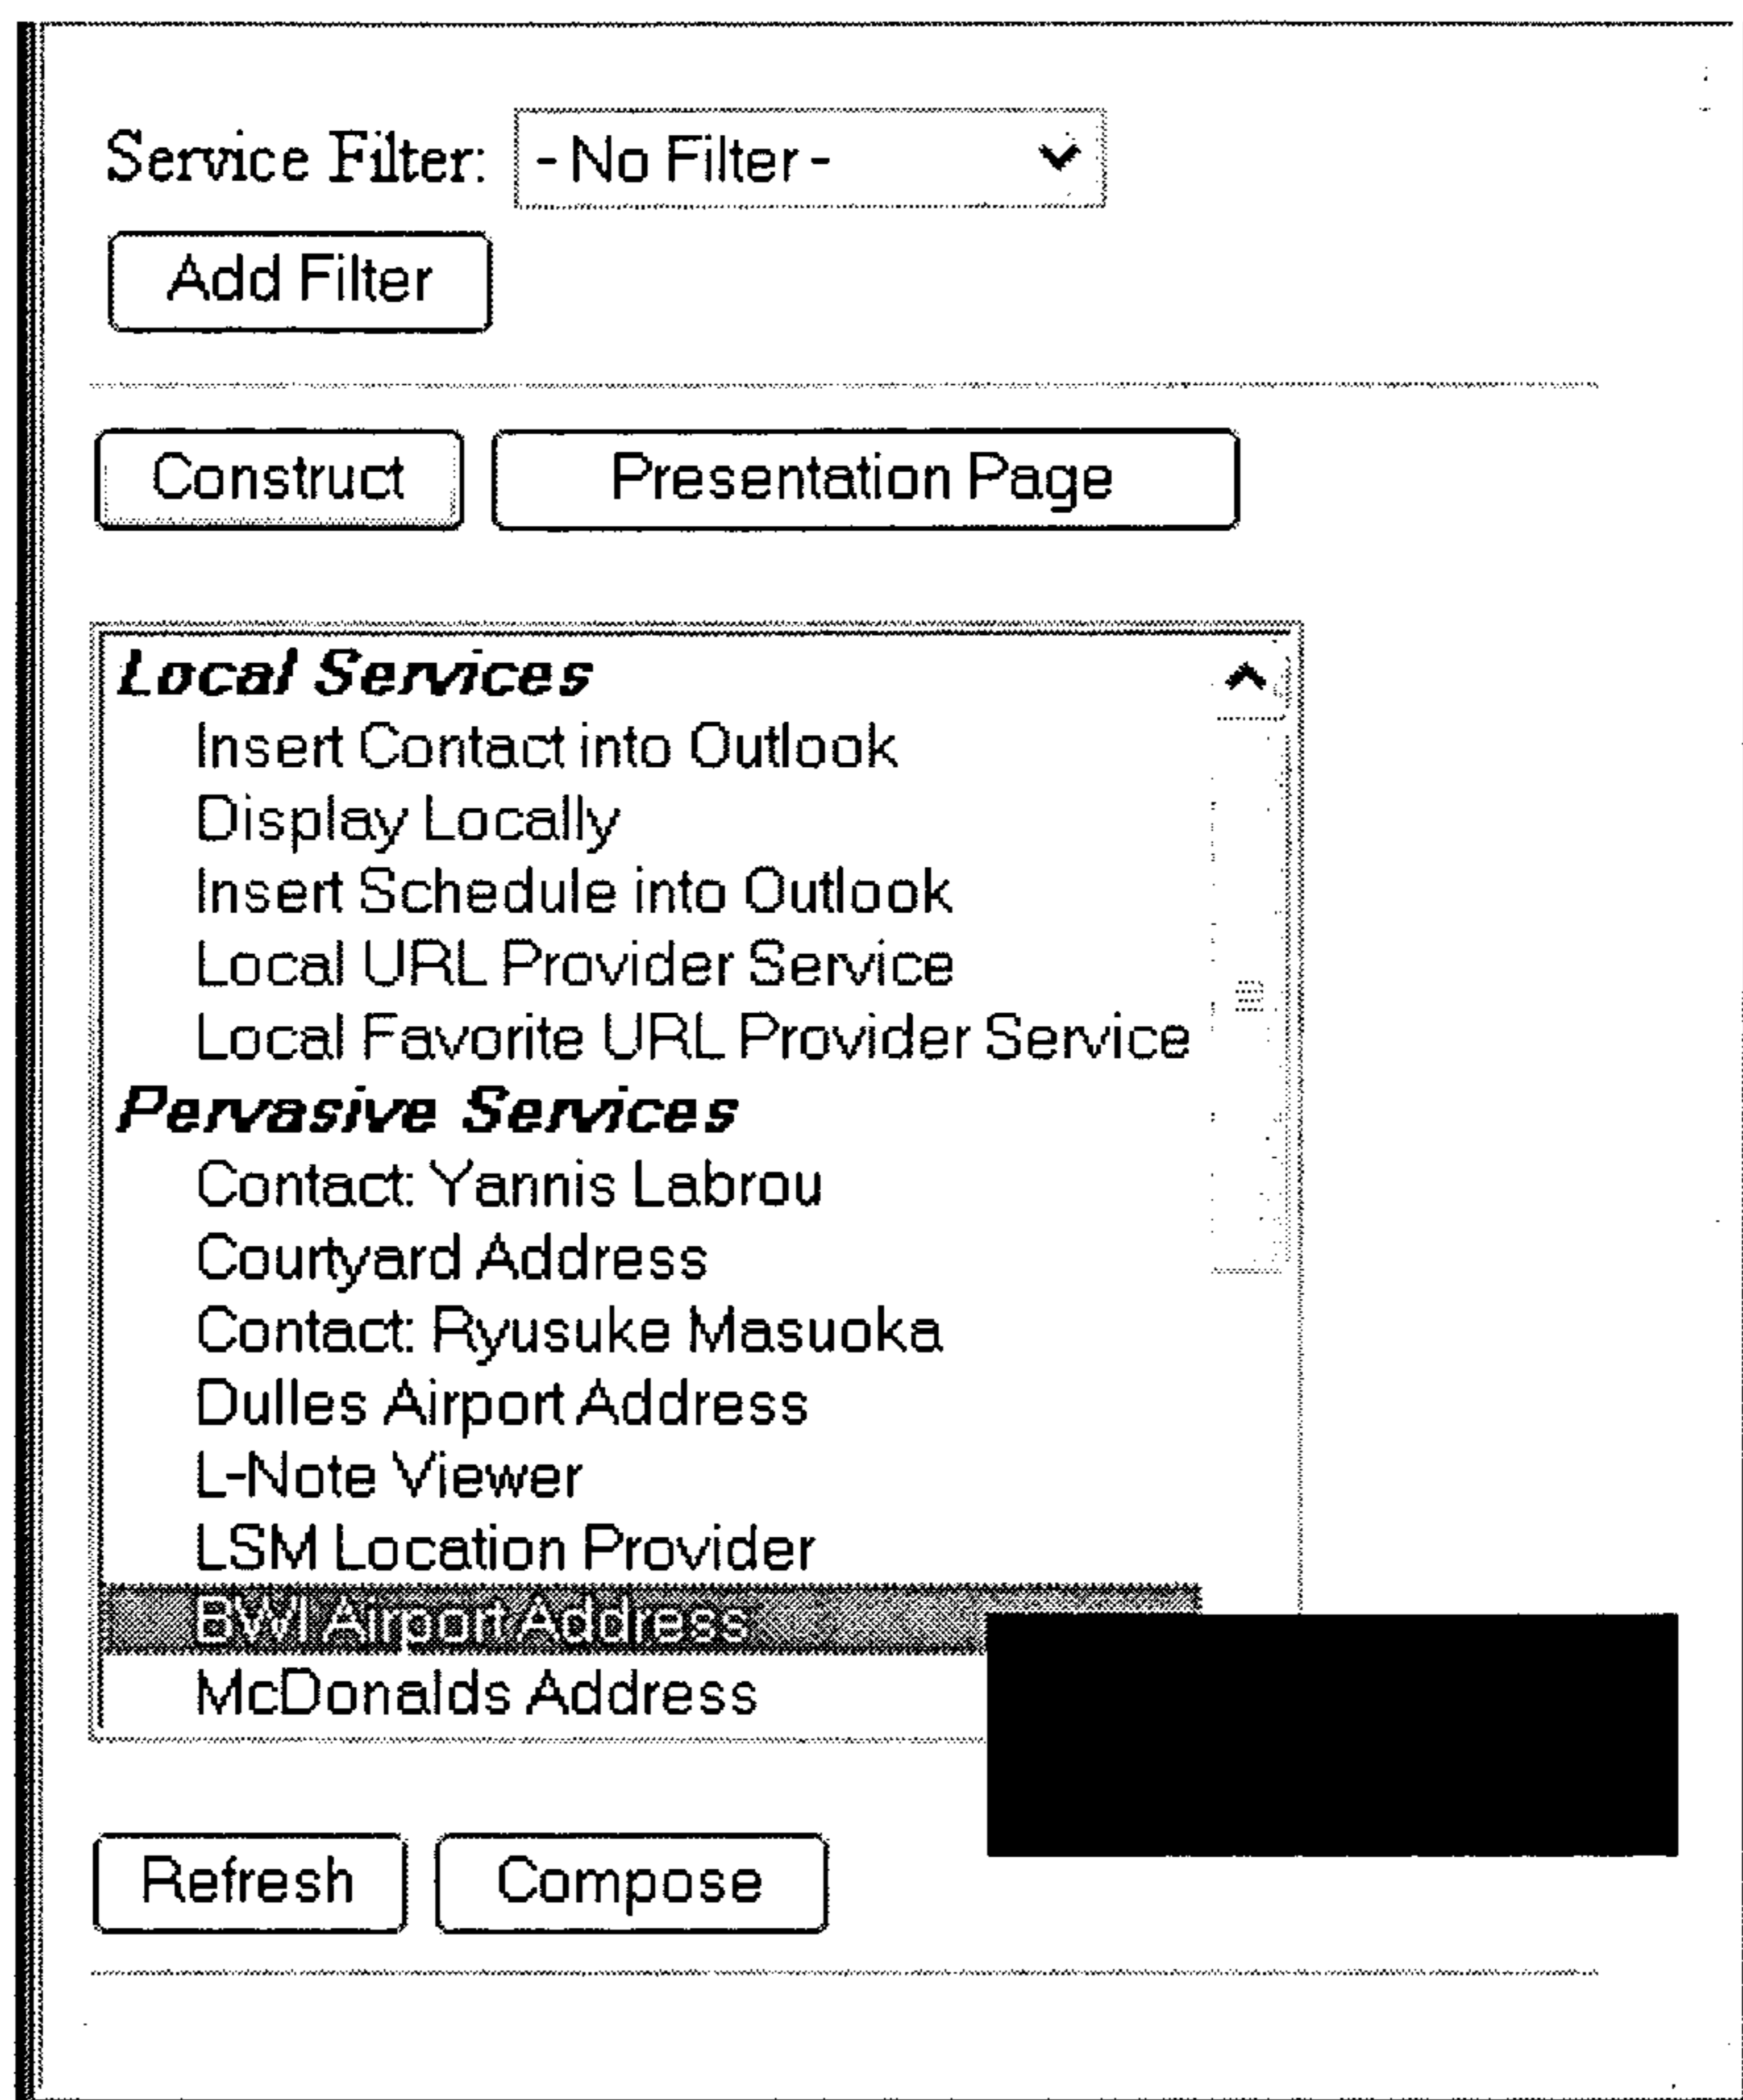 Service Filter: - No Filter -
Add Filter
Construct Presentation Page
Local Services
Insert Contact into Outlook
Display Locally
Insert Schedule into Outlook
Local URL Provider Service
Local Favorite URL Provider Service
Pervasive Services
Contact: Yannis Labrou
Courtyard Address
Contact: Ryusuke Masuoka
Dulles Airport Address
L-Note Viewer
LSM Location Provider
BWI Airport Address
McDonalds Address
Refresh Compose